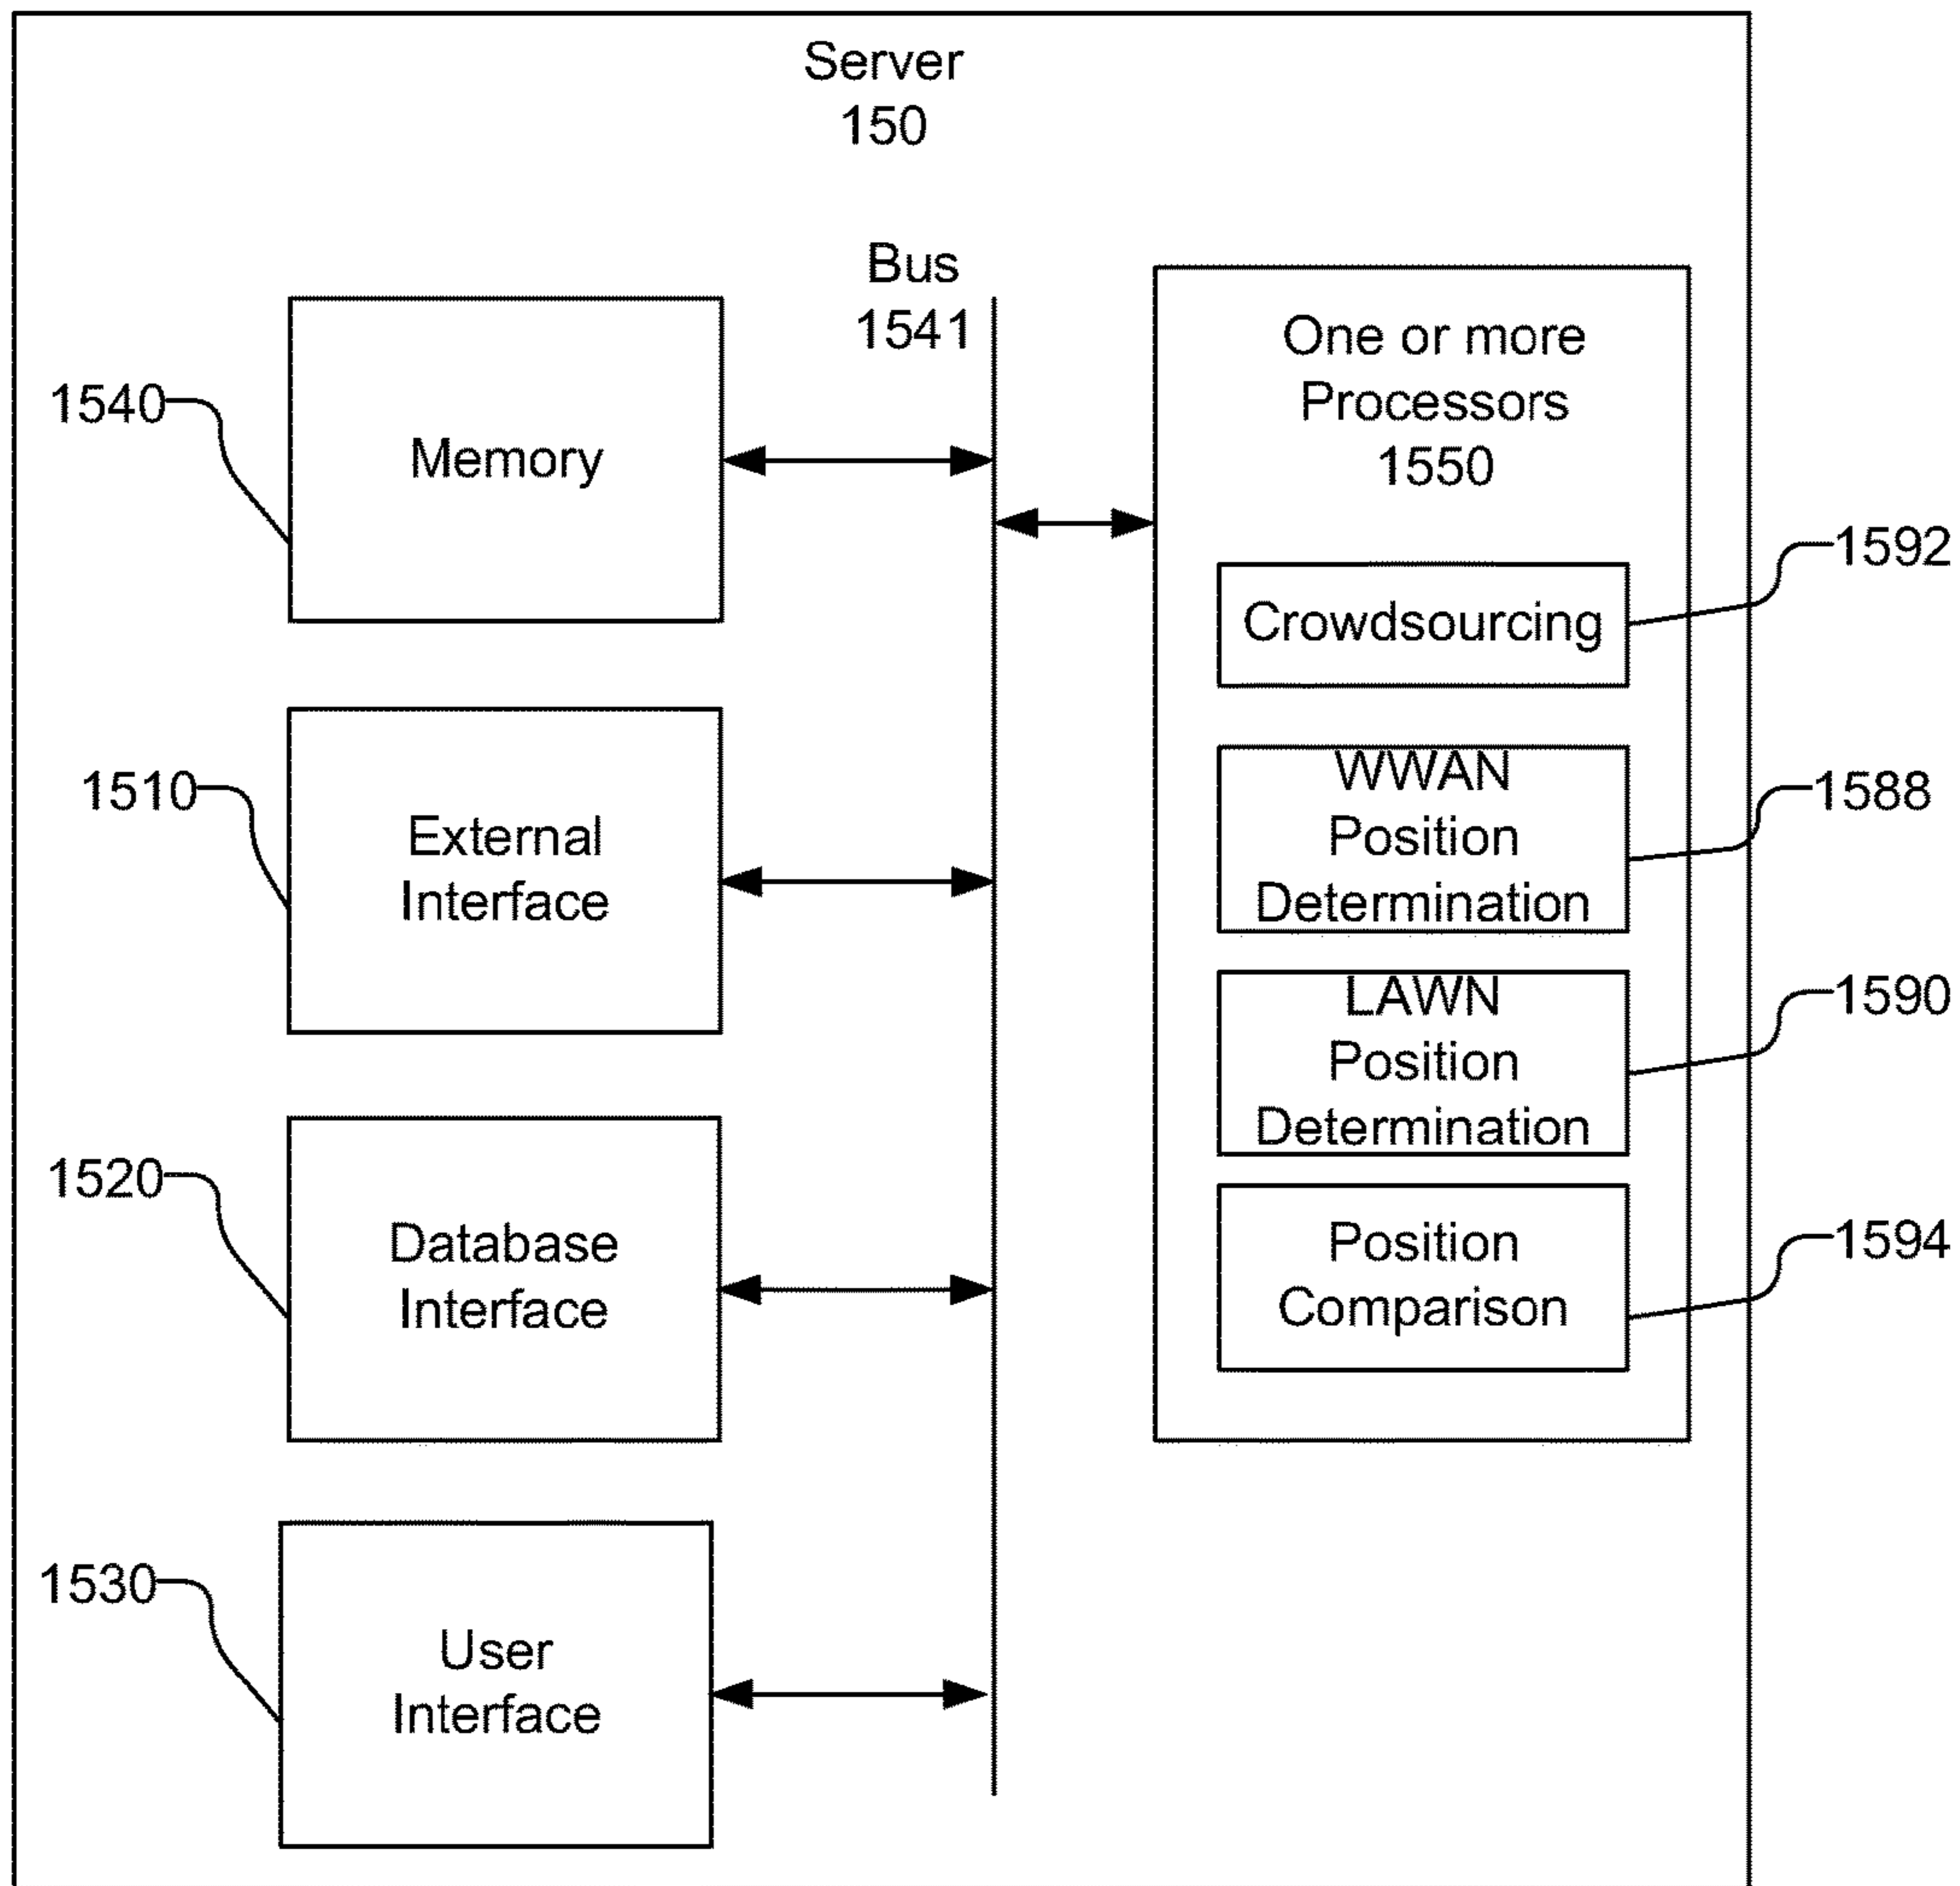 Server
150
Bus
1541
1540
Memory
1510
External
Interface
1520
Database
Interface
1530
User
Interface
One or more
Processors
1550
Crowdsourcing
1592
WWAN
Position
Determination
1588
LAWN
Position
Determination
1590
Position
Comparison
1594